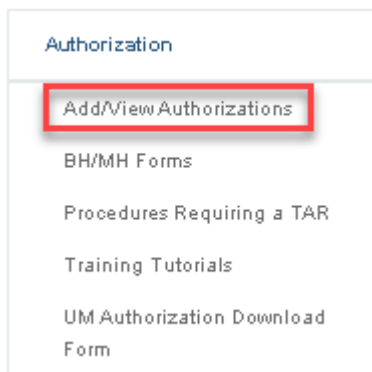 Authorization
Add/View Authorizations
BH/MH Forms
Procedures Requiring a TAR
Training Tutorials
UM Authorization Download
Form